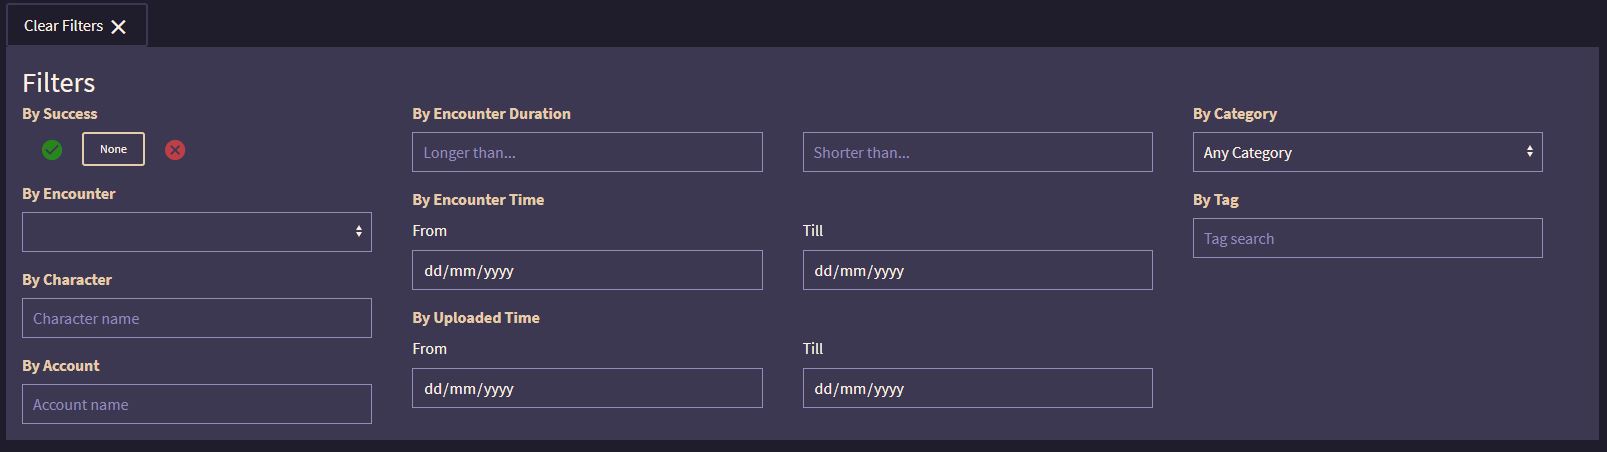 Clear Filters
Filters
By Success
None
By Encounter
By Character
Character name
By Account
Account name
By Encounter Duration
Longer than...
Shorter than...
By Encounter Time
From
Till
dd/mm/yyyy
dd/mm/yyyy
By Uploaded Time
From
Till
dd/mm/yyyy
dd/mm/yyyy
By Category
Any Category
By Tag
Tag search